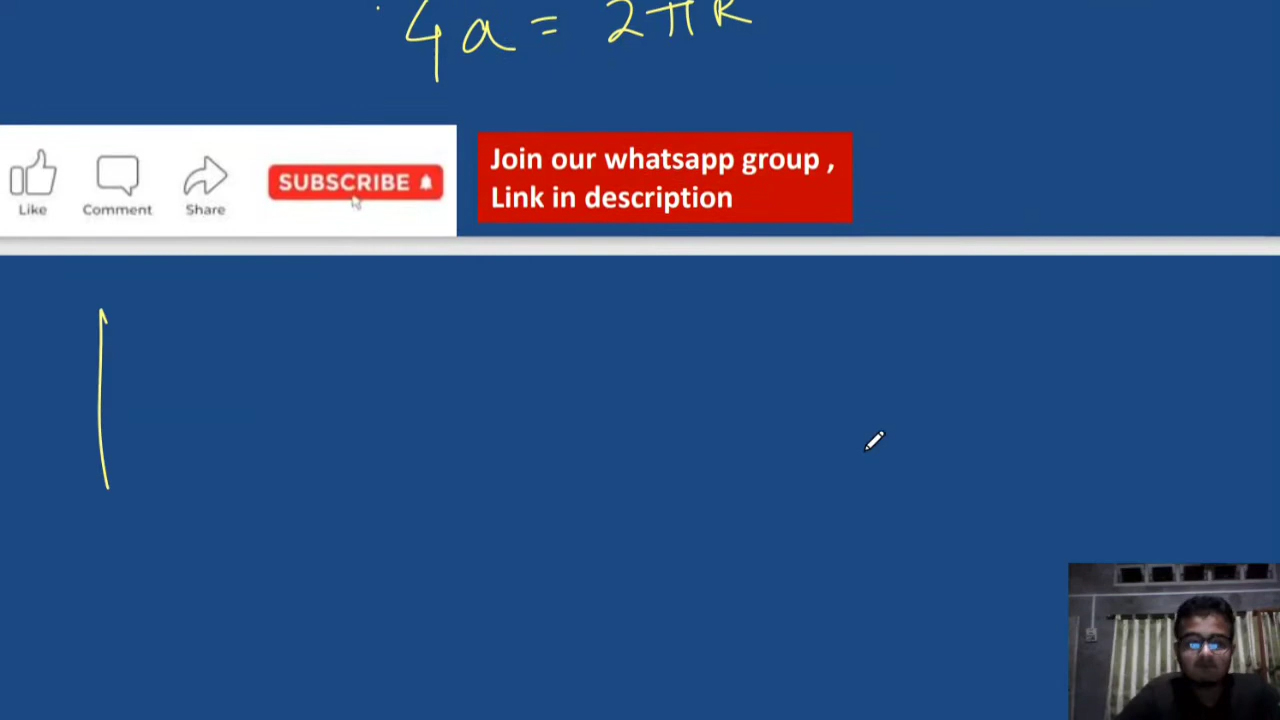 4a = 2πR
Join our whatsapp group ,
Link in description
SUBSCRIBE
Like
Comment
Share